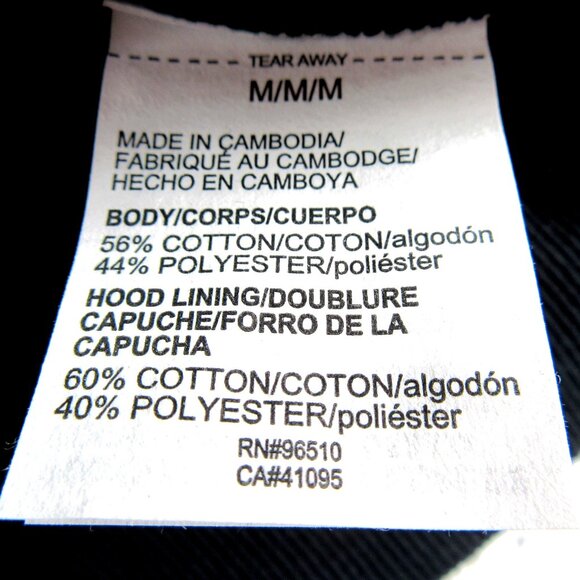 TEAR AWAY
M/M/M
MADE IN CAMBODIA/
FABRIQUÉ AU CAMBODGE/
HECHO EN CAMBOYA
BODY/CORPS/CUERPO
56% COTTON/COTON/algodón
44% POLYESTER/poliéster
HOOD LINING/DOUBLURE
CAPUCHE/FORRO DE LA
CAPUCHA
60% COTTON/COTON/algodón
40% POLYESTER/poliéster
RN#96510
CA#41095